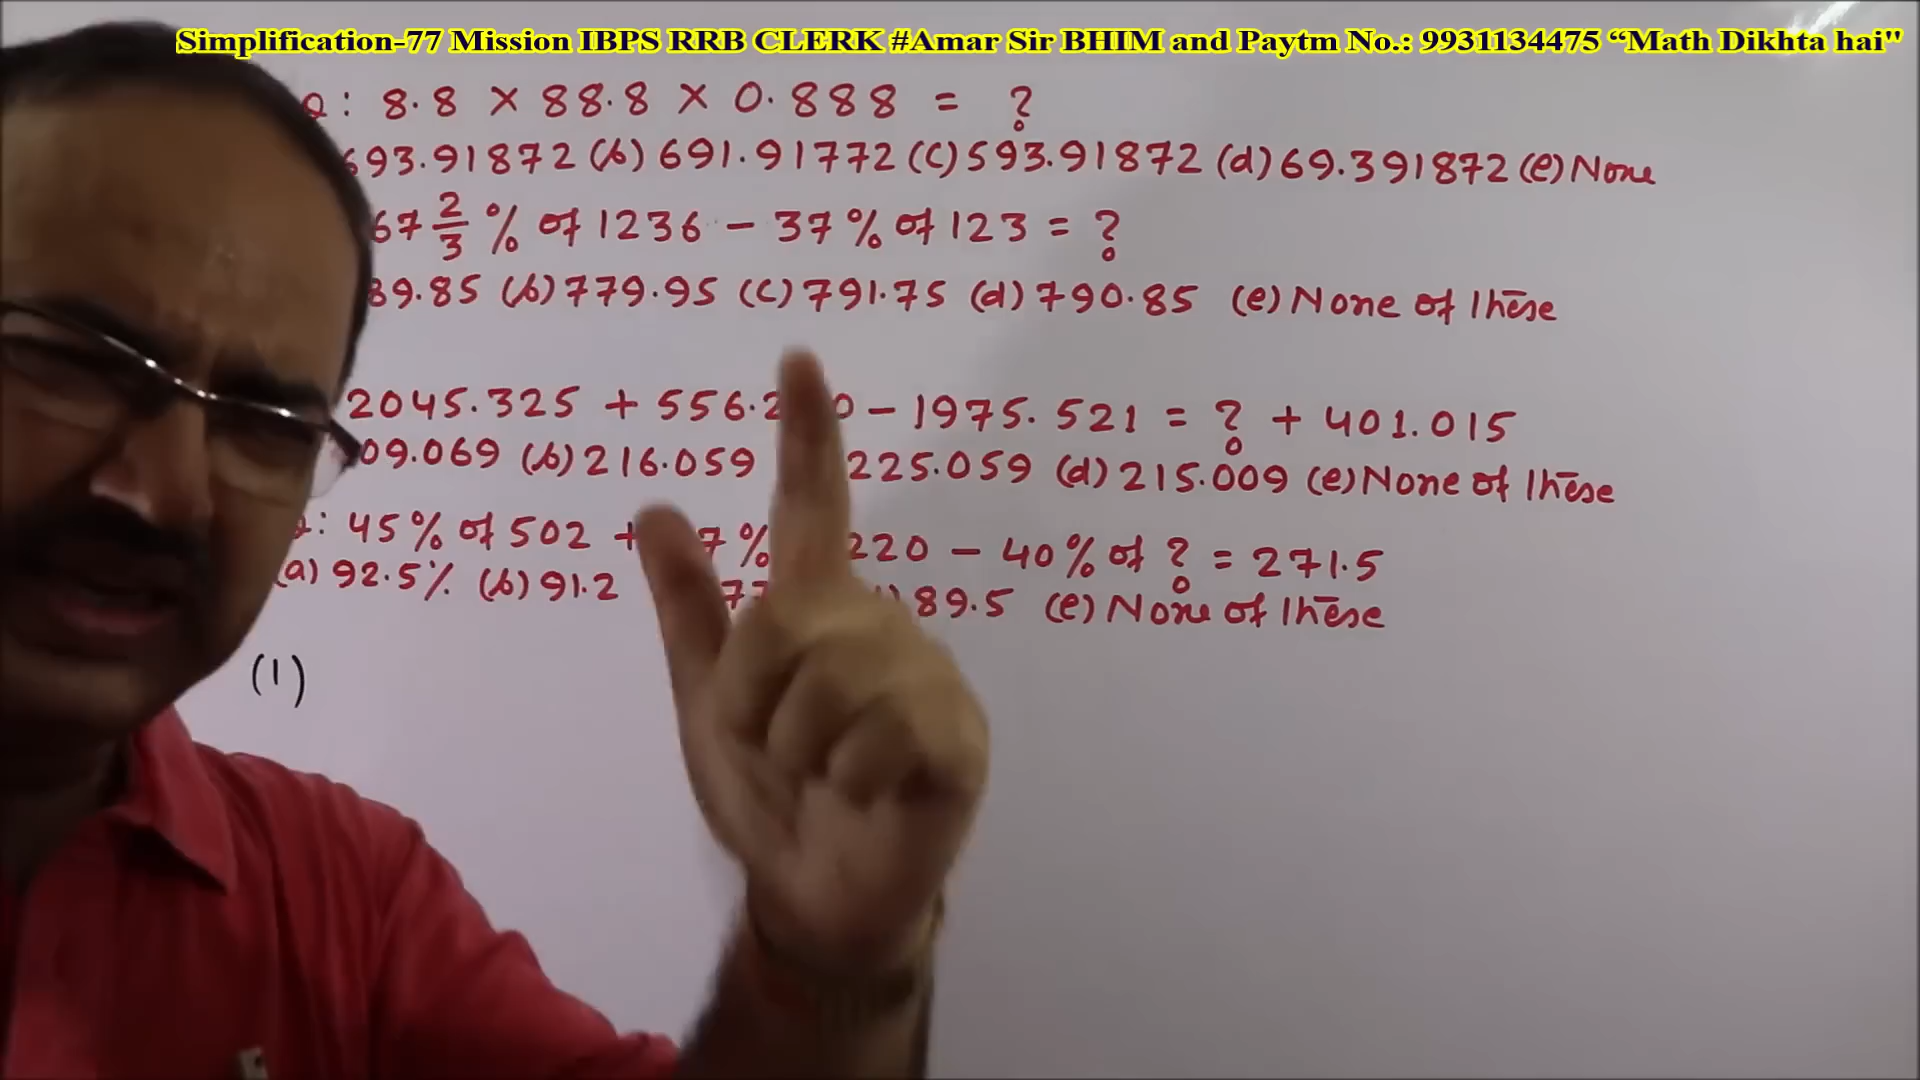 Simplification-77 Mission IBPS RRB CLERK #Amar Sir BHIM and Paytm No.: 9931134475 “Math Dikhta hai"
: 8.8 × 88.8 × 0.888 = ?
693.91872 (b) 691.91772 (c) 593.91872 (d) 69.391872 (e) None
67 2/3 % of 1236 - 37% of 123 = ?
89.85 (b) 779.95 (c) 791.75 (d) 790.85 (e) None of these
2045.325 + 556.2 0 - 1975.521 = ? + 401.015
09.069 (b) 216.059 225.059 (d) 215.009 (e) None of these
: 45% of 502 + 7% 220 - 40% of ? = 271.5
(a) 92.5% (b) 91.2 77 89.5 (e) None of these
(1)